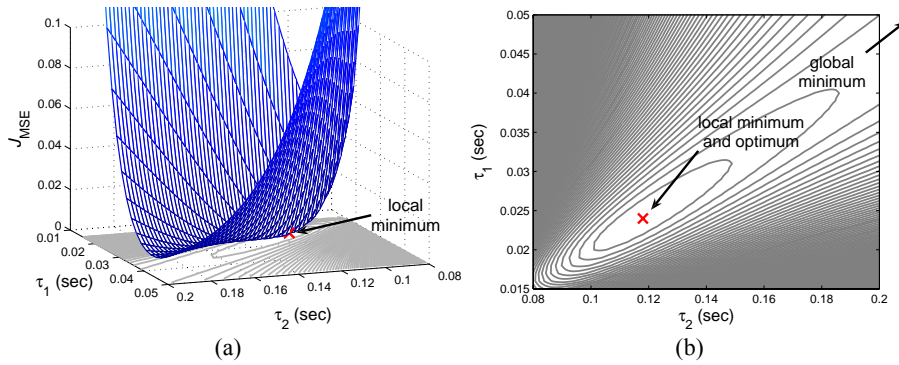 0.1
0.08
0.06
0.04
0.02
0
J_MSE
0.01
0.02
0.03
0.04
0.05
τ_1 (sec)
0.2
0.18
0.16
0.14
0.12
0.1
0.08
τ_2 (sec)
local
minimum
(a)
0.05
0.045
0.04
0.035
0.03
0.025
0.02
0.015
τ_1 (sec)
global
minimum
local minimum
and optimum
0.08
0.1
0.12
0.14
0.16
0.18
0.2
τ_2 (sec)
(b)